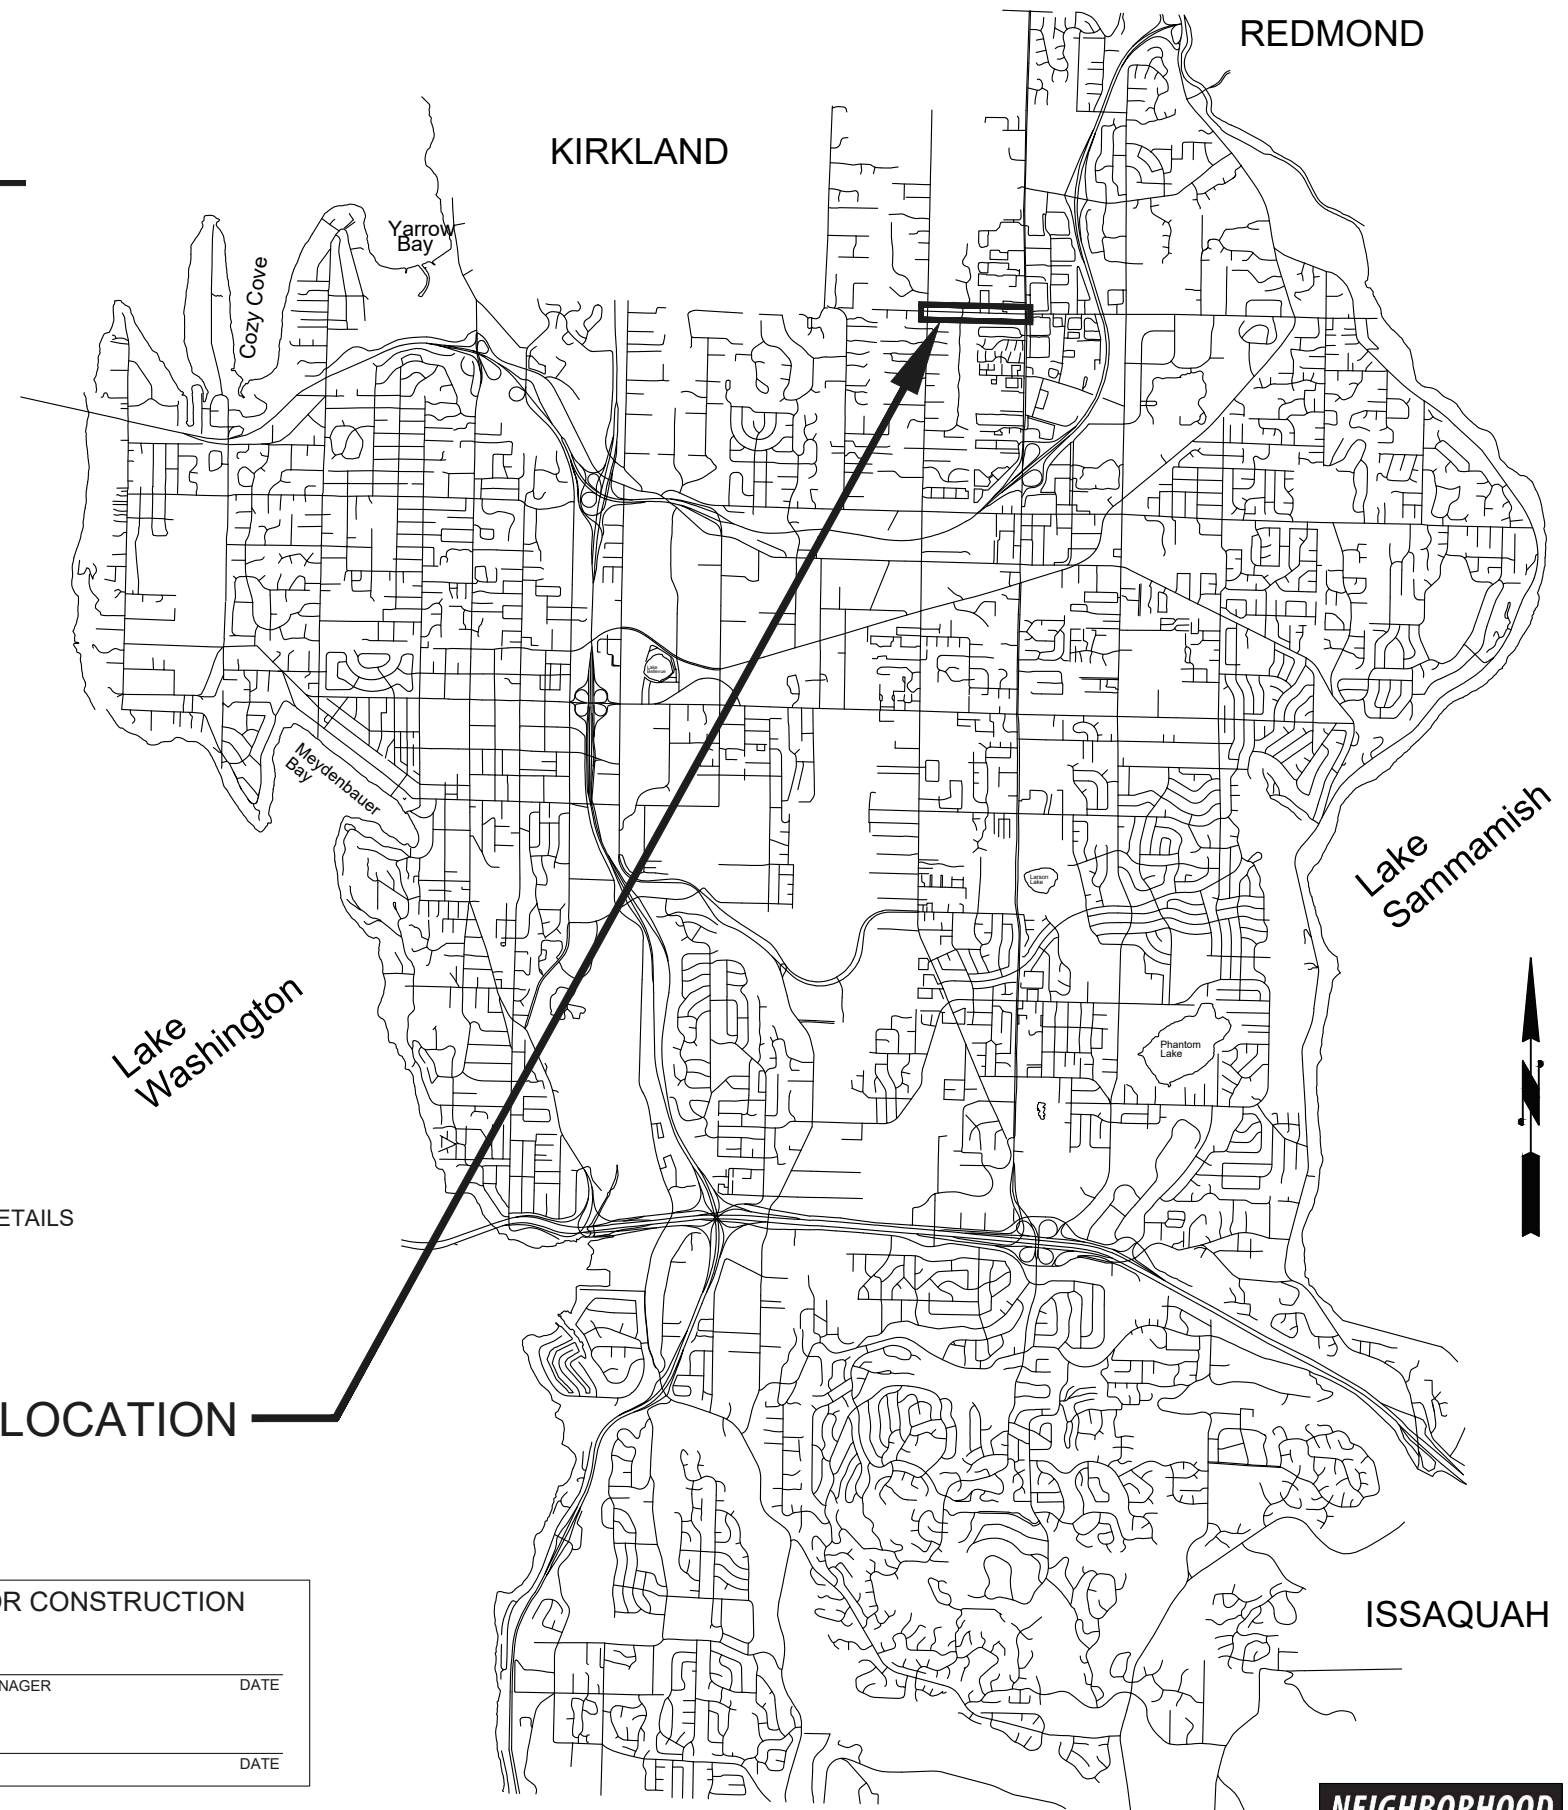 REDMOND
KIRKLAND
Yarrow
Bay
Cozy Cove
Lake
Bellevue
Meydenbauer
Bay
Lake
Sammamish
Larson
Lake
Lake
Washington
Phantom
Lake
ETAILS
LOCATION
OR CONSTRUCTION
ISSAQUAH
NAGER DATE
DATE
NEIGHBORHOOD